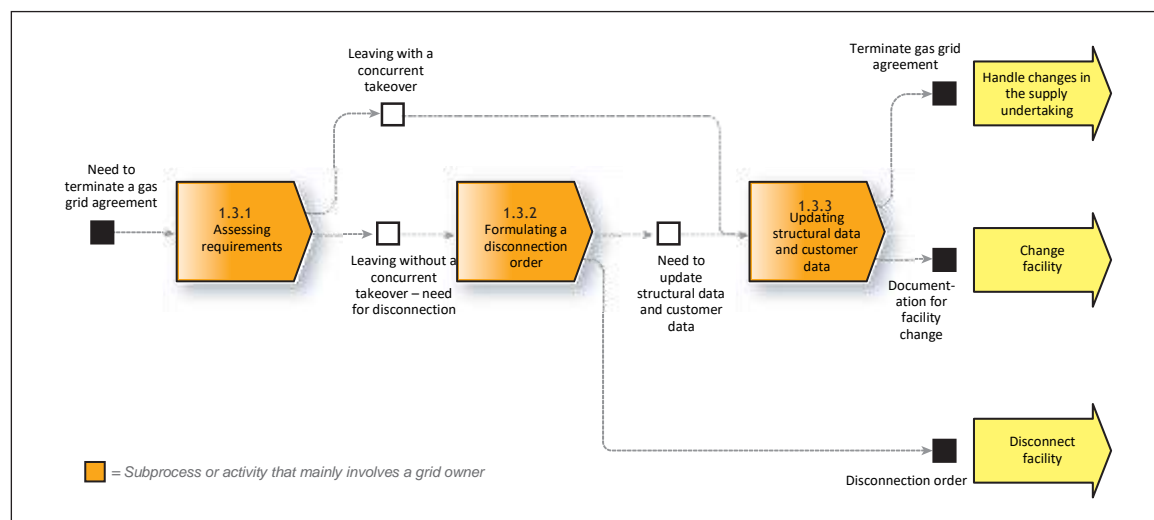 Leaving with a
concurrent
takeover
Terminate gas grid
agreement
Handle changes in
the supply
undertaking
Need to
terminate a gas
grid agreement
1.3.1
Assessing
requirements
1.3.2
Formulating a
disconnection
order
1.3.3
Updating
structural data
and customer
data
Change
facility
Leaving without a
concurrent
takeover – need
for disconnection
Need to
update
structural data
and customer
data
Document-
ation for
facility
change
Disconnect
facility
= Subprocess or activity that mainly involves a grid owner
Disconnection order